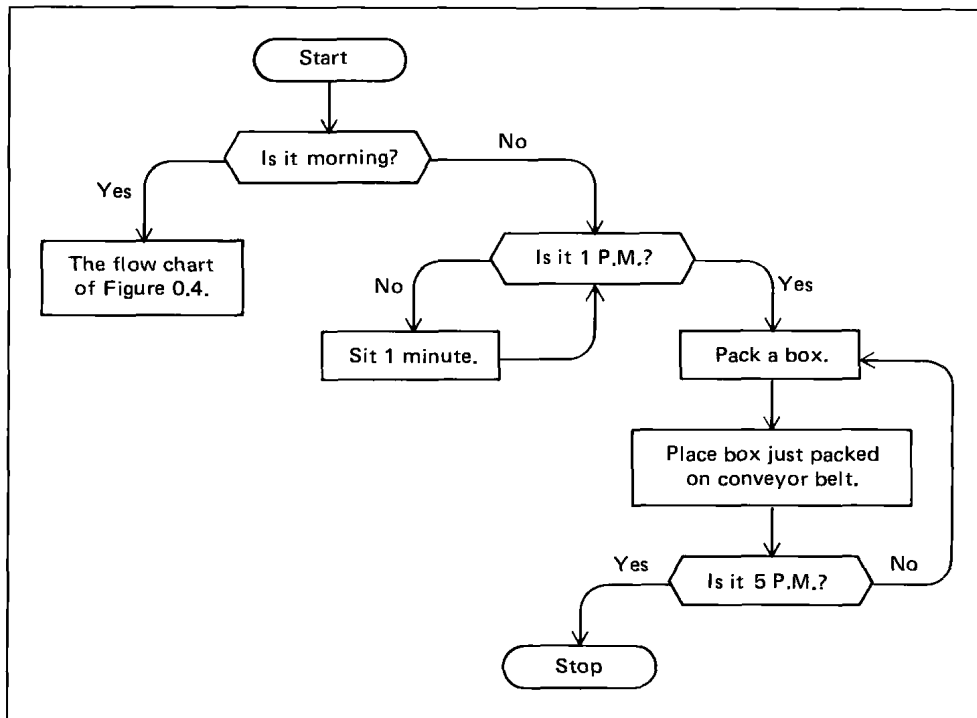 Start
Is it morning?
No
Yes
The flow chart
of Figure 0.4.
Is it 1 P.M.?
No
Yes
Sit 1 minute.
Pack a box.
Place box just packed
on conveyor belt.
Yes
No
Is it 5 P.M.?
Stop